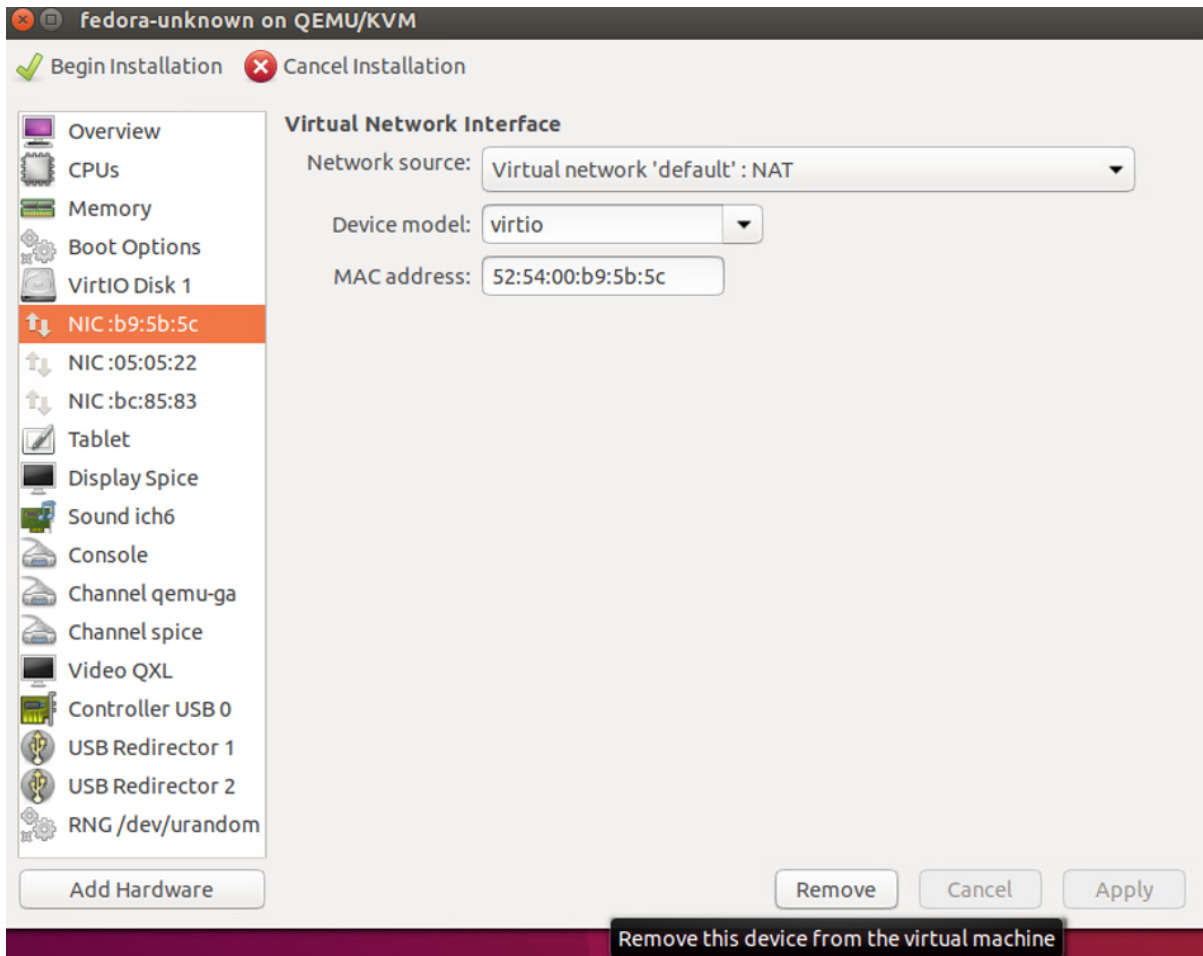 fedora-unknown on QEMU/KVM
Begin Installation Cancel Installation
Overview
CPUs
Memory
Boot Options
VirtIO Disk 1
NIC :b9:5b:5c
NIC :05:05:22
NIC :bc:85:83
Tablet
Display Spice
Sound ich6
Console
Channel qemu-ga
Channel spice
Video QXL
Controller USB 0
USB Redirector 1
USB Redirector 2
RNG /dev/urandom
Add Hardware
Virtual Network Interface
Network source: Virtual network 'default' : NAT
Device model: virtio
MAC address: 52:54:00:b9:5b:5c
Remove Cancel Apply
Remove this device from the virtual machine